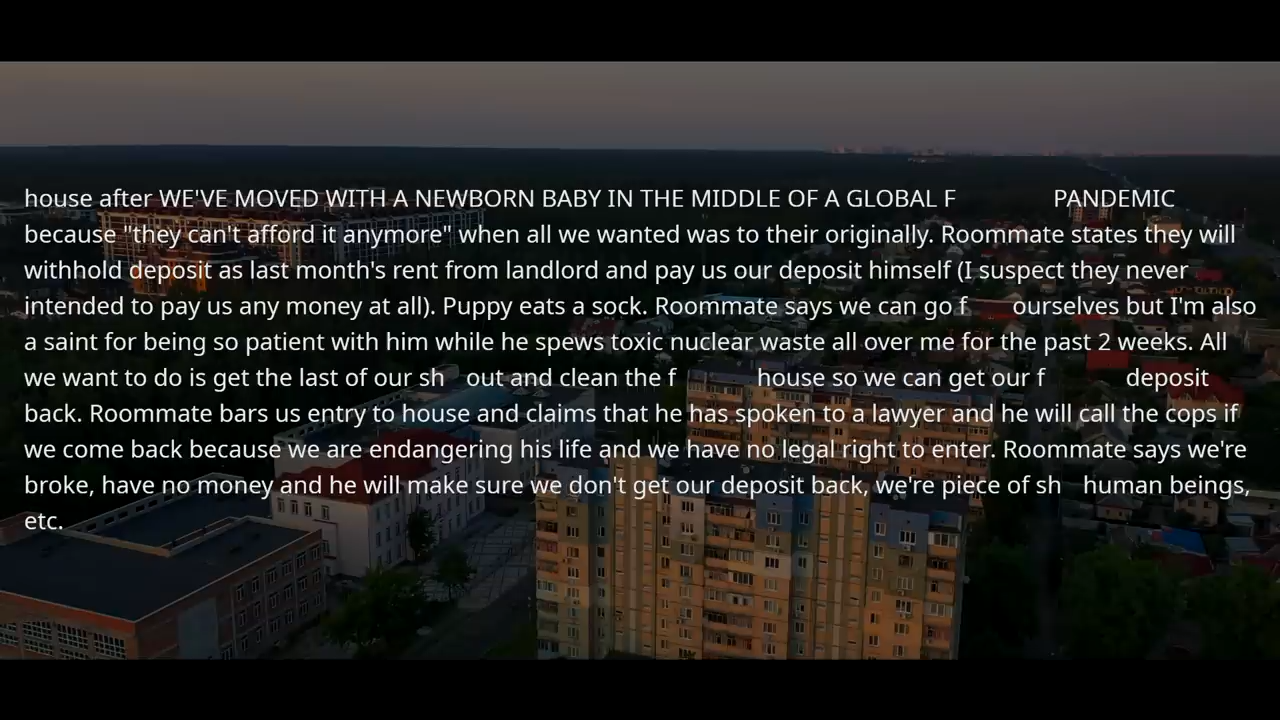 house after WE'VE MOVED WITH A NEWBORN BABY IN THE MIDDLE OF A GLOBAL F PANDEMIC
because "they can't afford it anymore" when all we wanted was to their originally. Roommate states they will
withhold deposit as last month's rent from landlord and pay us our deposit himself (I suspect they never
intended to pay us any money at all). Puppy eats a sock. Roommate says we can go f ourselves but I'm also
a saint for being so patient with him while he spews toxic nuclear waste all over me for the past 2 weeks. All
we want to do is get the last of our sh out and clean the f house so we can get our f deposit
back. Roommate bars us entry to house and claims that he has spoken to a lawyer and he will call the cops if
we come back because we are endangering his life and we have no legal right to enter. Roommate says we're
broke, have no money and he will make sure we don't get our deposit back, we're piece of sh human beings,
etc.